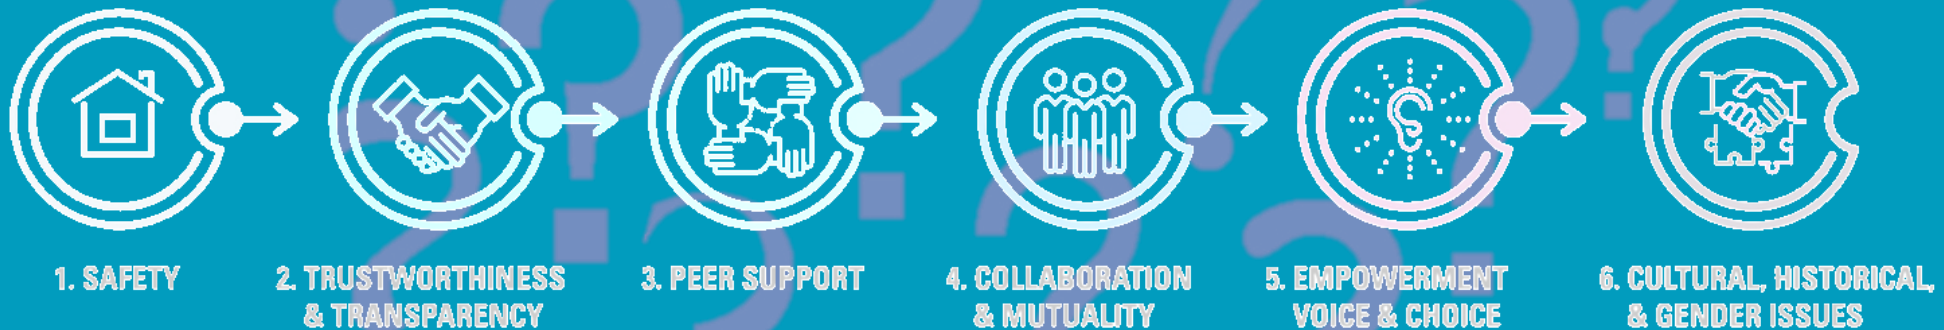 1. SAFETY
2. TRUSTWORTHINESS
& TRANSPARENCY
3. PEER SUPPORT
4. COLLABORATION
& MUTUALITY
5. EMPOWERMENT
VOICE & CHOICE
6. CULTURAL, HISTORICAL,
& GENDER ISSUES